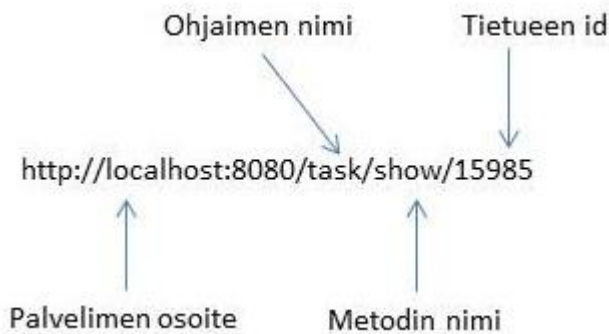 Ohjaimen nimi Tietueen id
http://localhost:8080/task/show/15985
Palvelimen osoite Metodin nimi